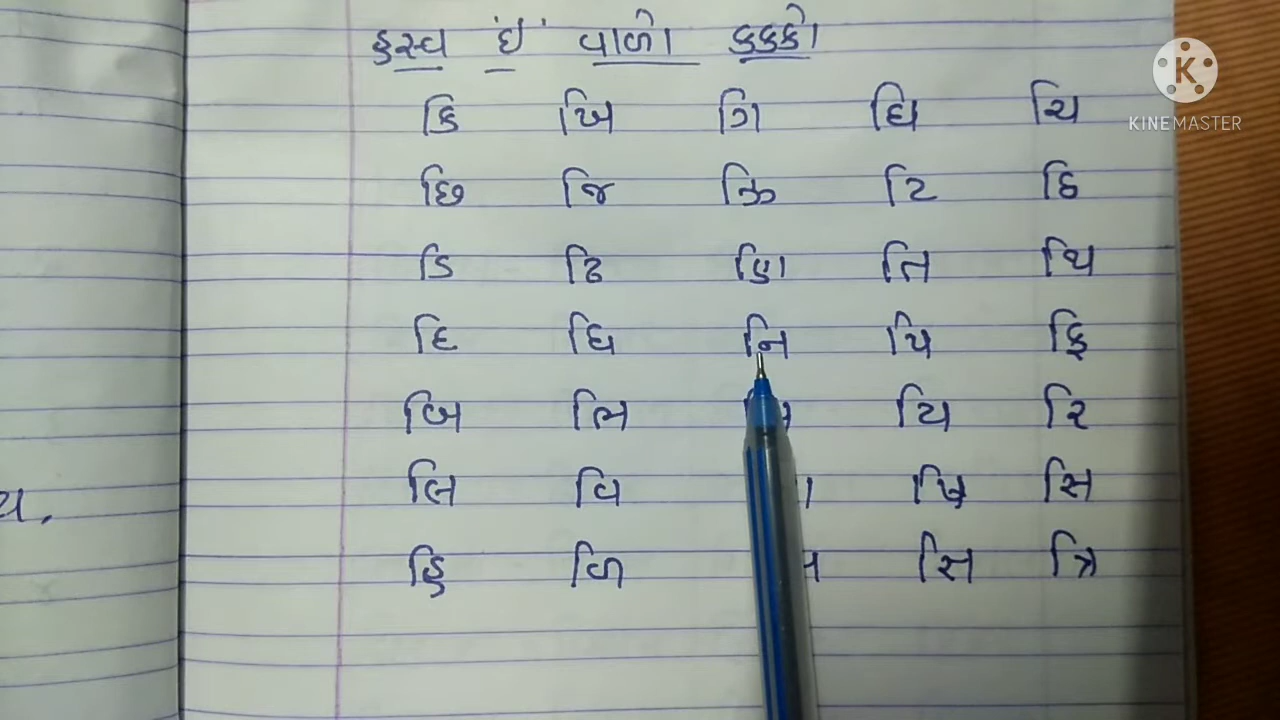 હ્રસ્વ 'ઇ' વાળો કક્કો
KINEMASTER
કિ ખિ ગિ ઘિ ચિ
છિ જિ ઝિ ટિ ઠિ
ડિ ઢિ ણિ તિ થિ
દિ ધિ નિ પિ ફિ
બિ ભિ યિ રિ
લિ વિ ષિ સિ
હિ ળિ ત્રિ
ય.